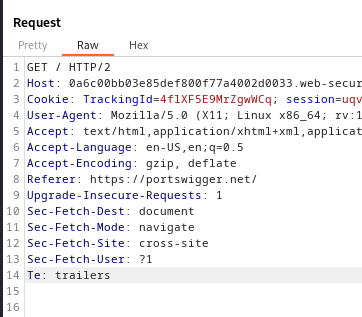 Request
Pretty Raw Hex
1 GET / HTTP/2
2 Host: 0a6c00bb03e85def800f77a4002d0033.web-secur
3 Cookie: TrackingId=4flXF5E9MrZgwWCq; session=uqv
4 User-Agent: Mozilla/5.0 (X11; Linux x86_64; rv:1
5 Accept: text/html,application/xhtml+xml,applicat
6 Accept-Language: en-US,en;q=0.5
7 Accept-Encoding: gzip, deflate
8 Referer: https://portswigger.net/
9 Upgrade-Insecure-Requests: 1
10 Sec-Fetch-Dest: document
11 Sec-Fetch-Mode: navigate
12 Sec-Fetch-Site: cross-site
13 Sec-Fetch-User: ?1
14 Te: trailers
15
16